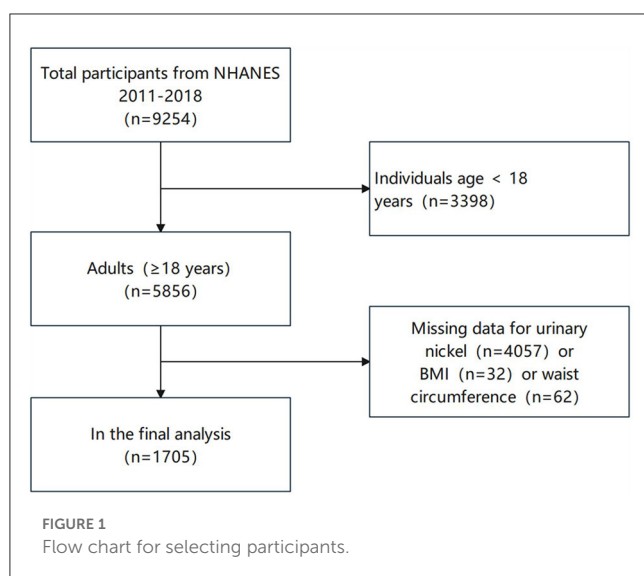 Total participants from NHANES
2011-2018
(n=9254)
Individuals age < 18
years (n=3398)
Adults (≥18 years)
(n=5856)
Missing data for urinary
nickel (n=4057) or
BMI (n=32) or waist
circumference (n=62)
In the final analysis
(n=1705)
FIGURE 1
Flow chart for selecting participants.